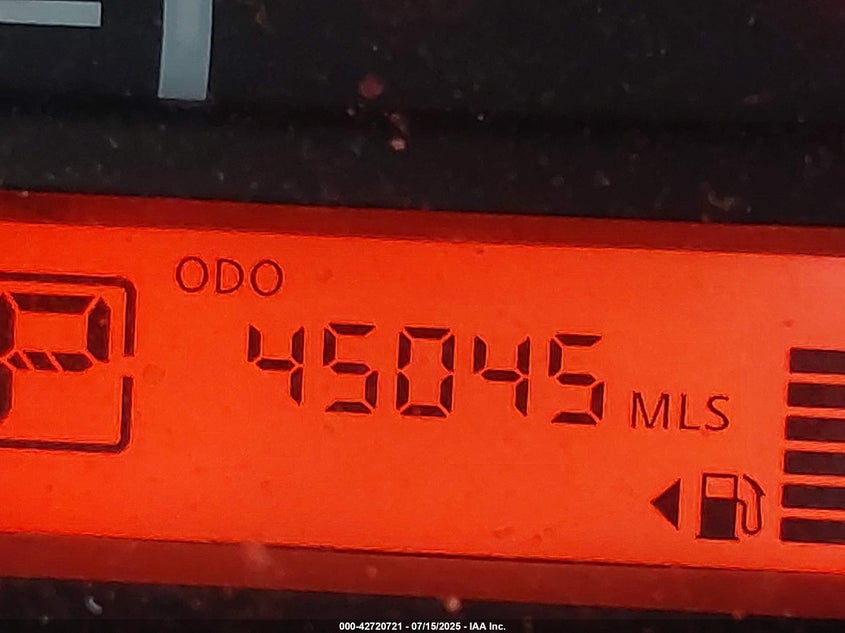 ODO
P
45045 MLS
000-42720721 - 07/15/2025 - IAA Inc.